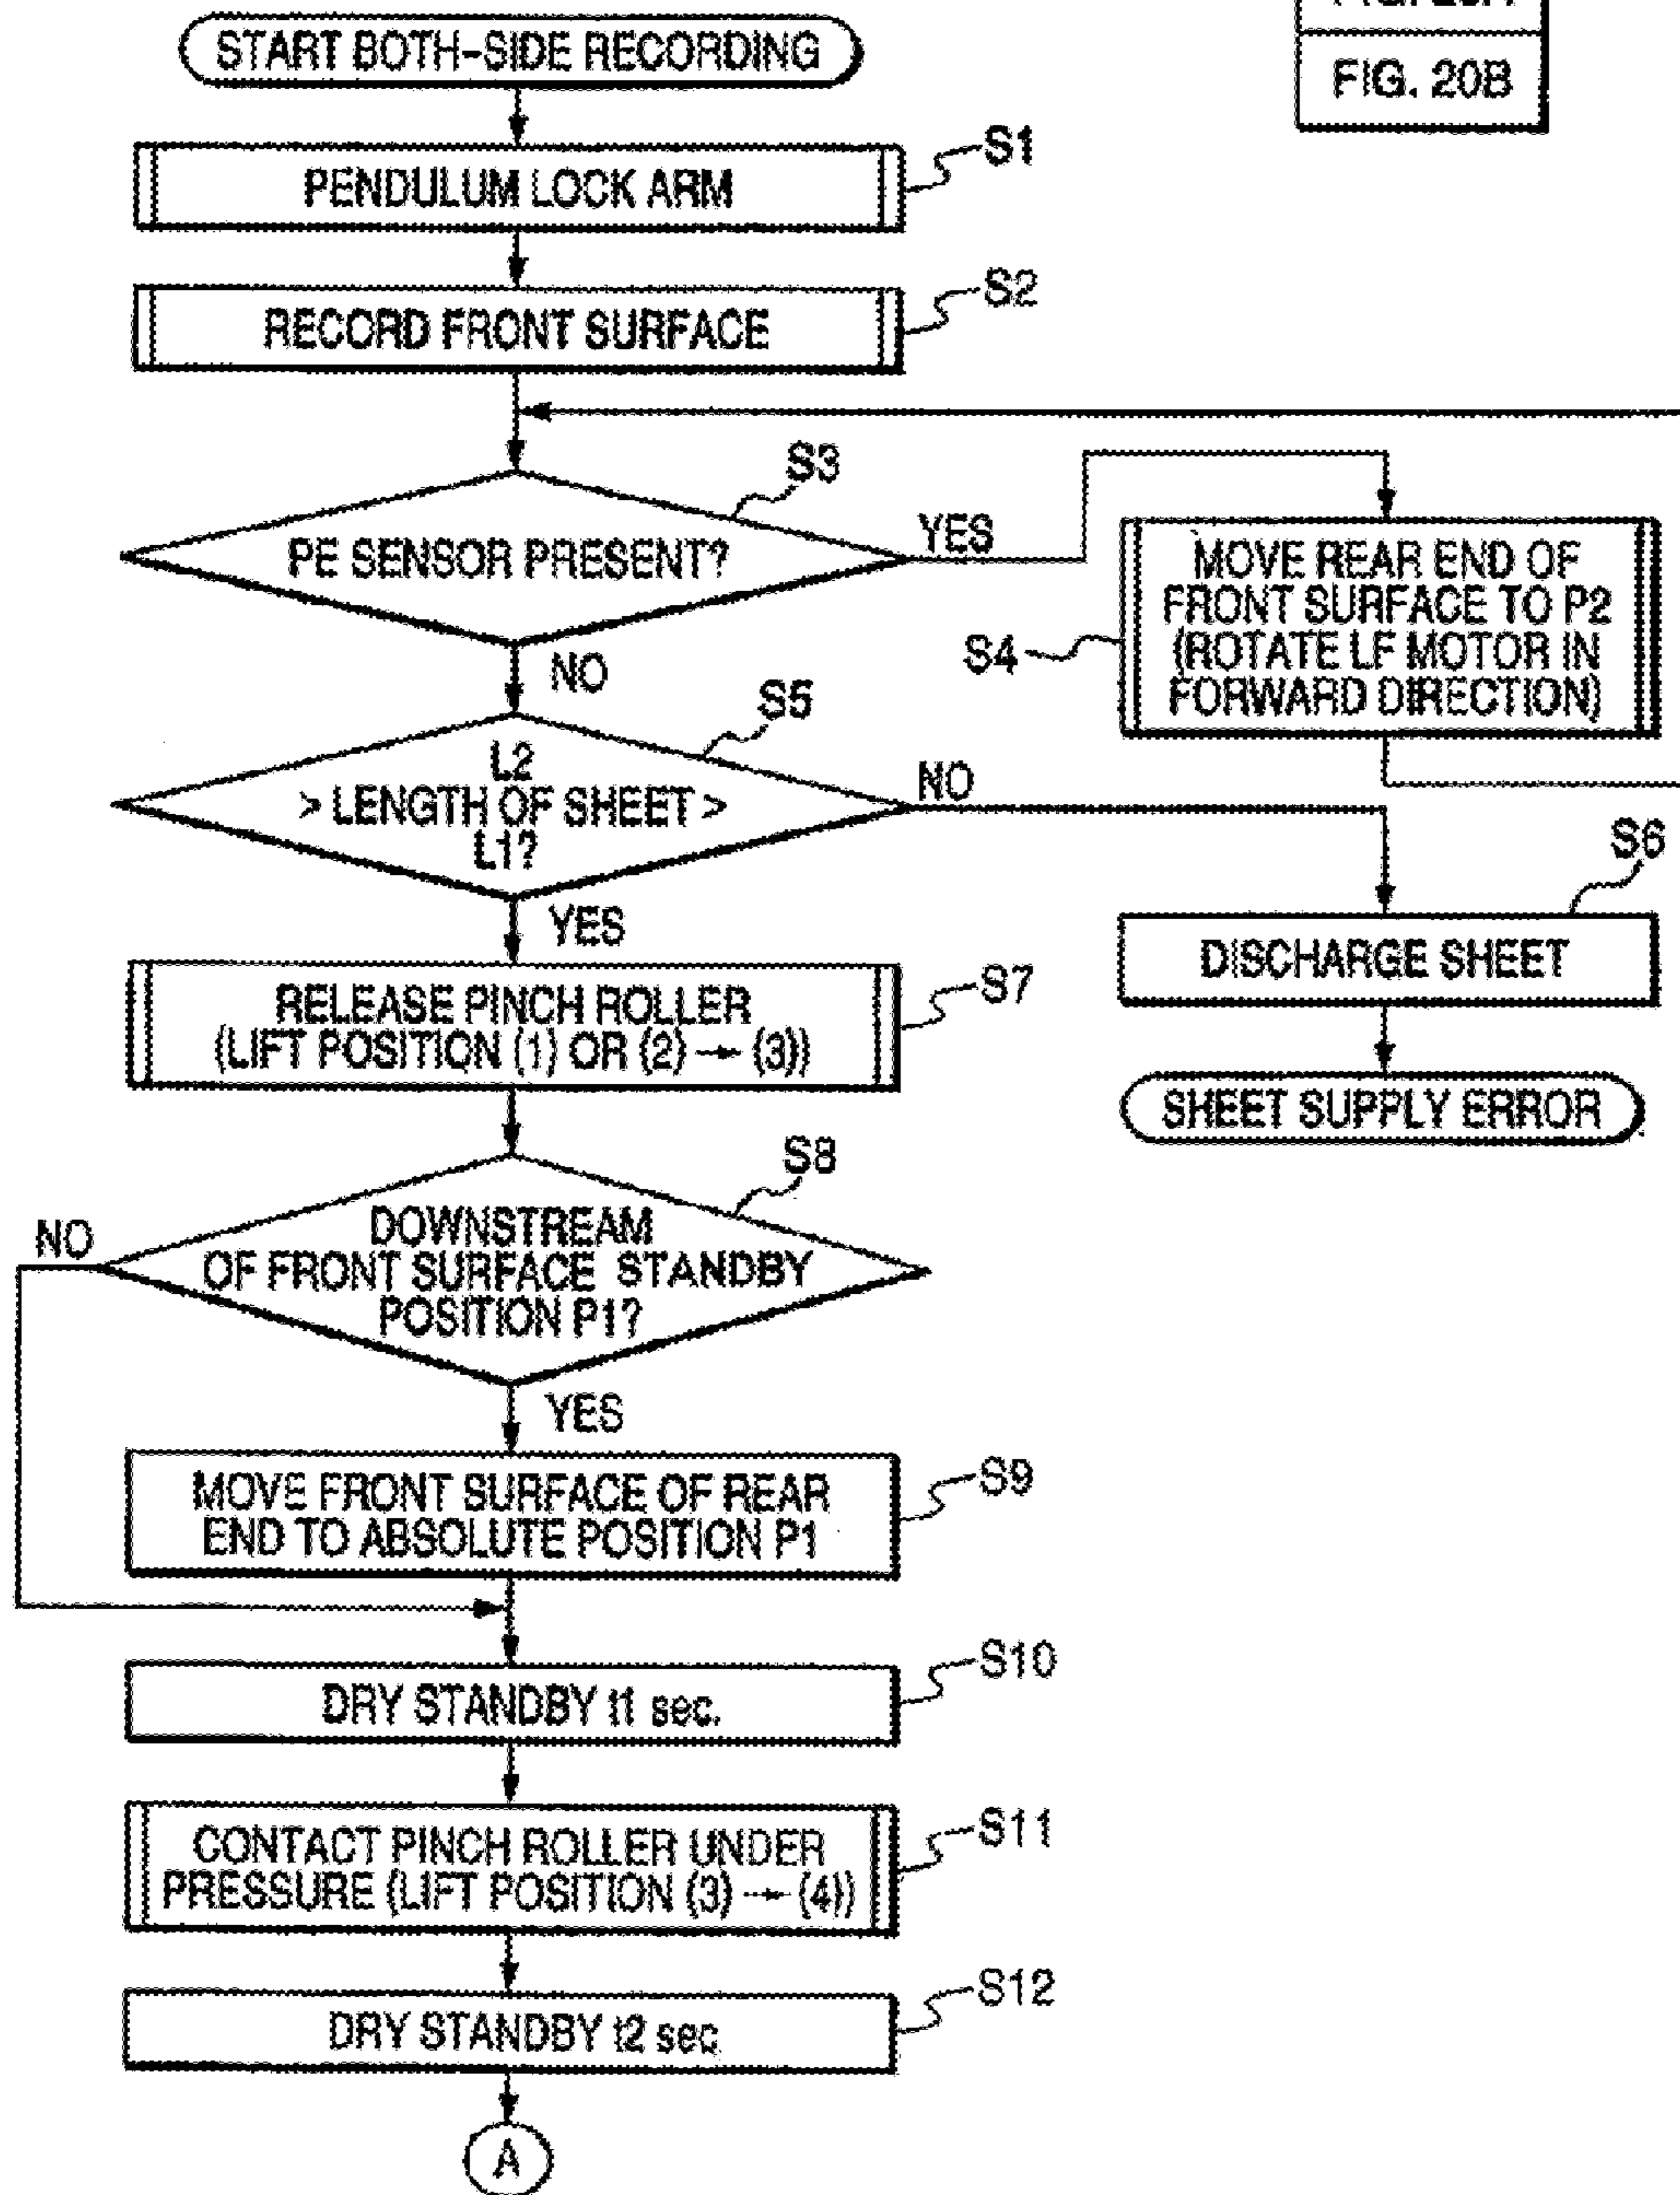 FIG. 20A
FIG. 20B
START BOTH-SIDE RECORDING
PENDULUM LOCK ARM
S1
RECORD FRONT SURFACE
S2
S3
PE SENSOR PRESENT?
YES
NO
S4
MOVE REAR END OF
FRONT SURFACE TO P2
(ROTATE LF MOTOR IN
FORWARD DIRECTION)
S5
L2
> LENGTH OF SHEET >
L1?
NO
YES
S6
DISCHARGE SHEET
SHEET SUPPLY ERROR
RELEASE PINCH ROLLER
(LIFT POSITION (1) OR (2) → (3))
S7
S8
DOWNSTREAM
OF FRONT SURFACE STANDBY
POSITION P1?
NO
YES
MOVE FRONT SURFACE OF REAR
END TO ABSOLUTE POSITION P1
S9
DRY STANDBY t1 sec.
S10
CONTACT PINCH ROLLER UNDER
PRESSURE (LIFT POSITION (3) → (4))
S11
DRY STANDBY t2 sec
S12
A